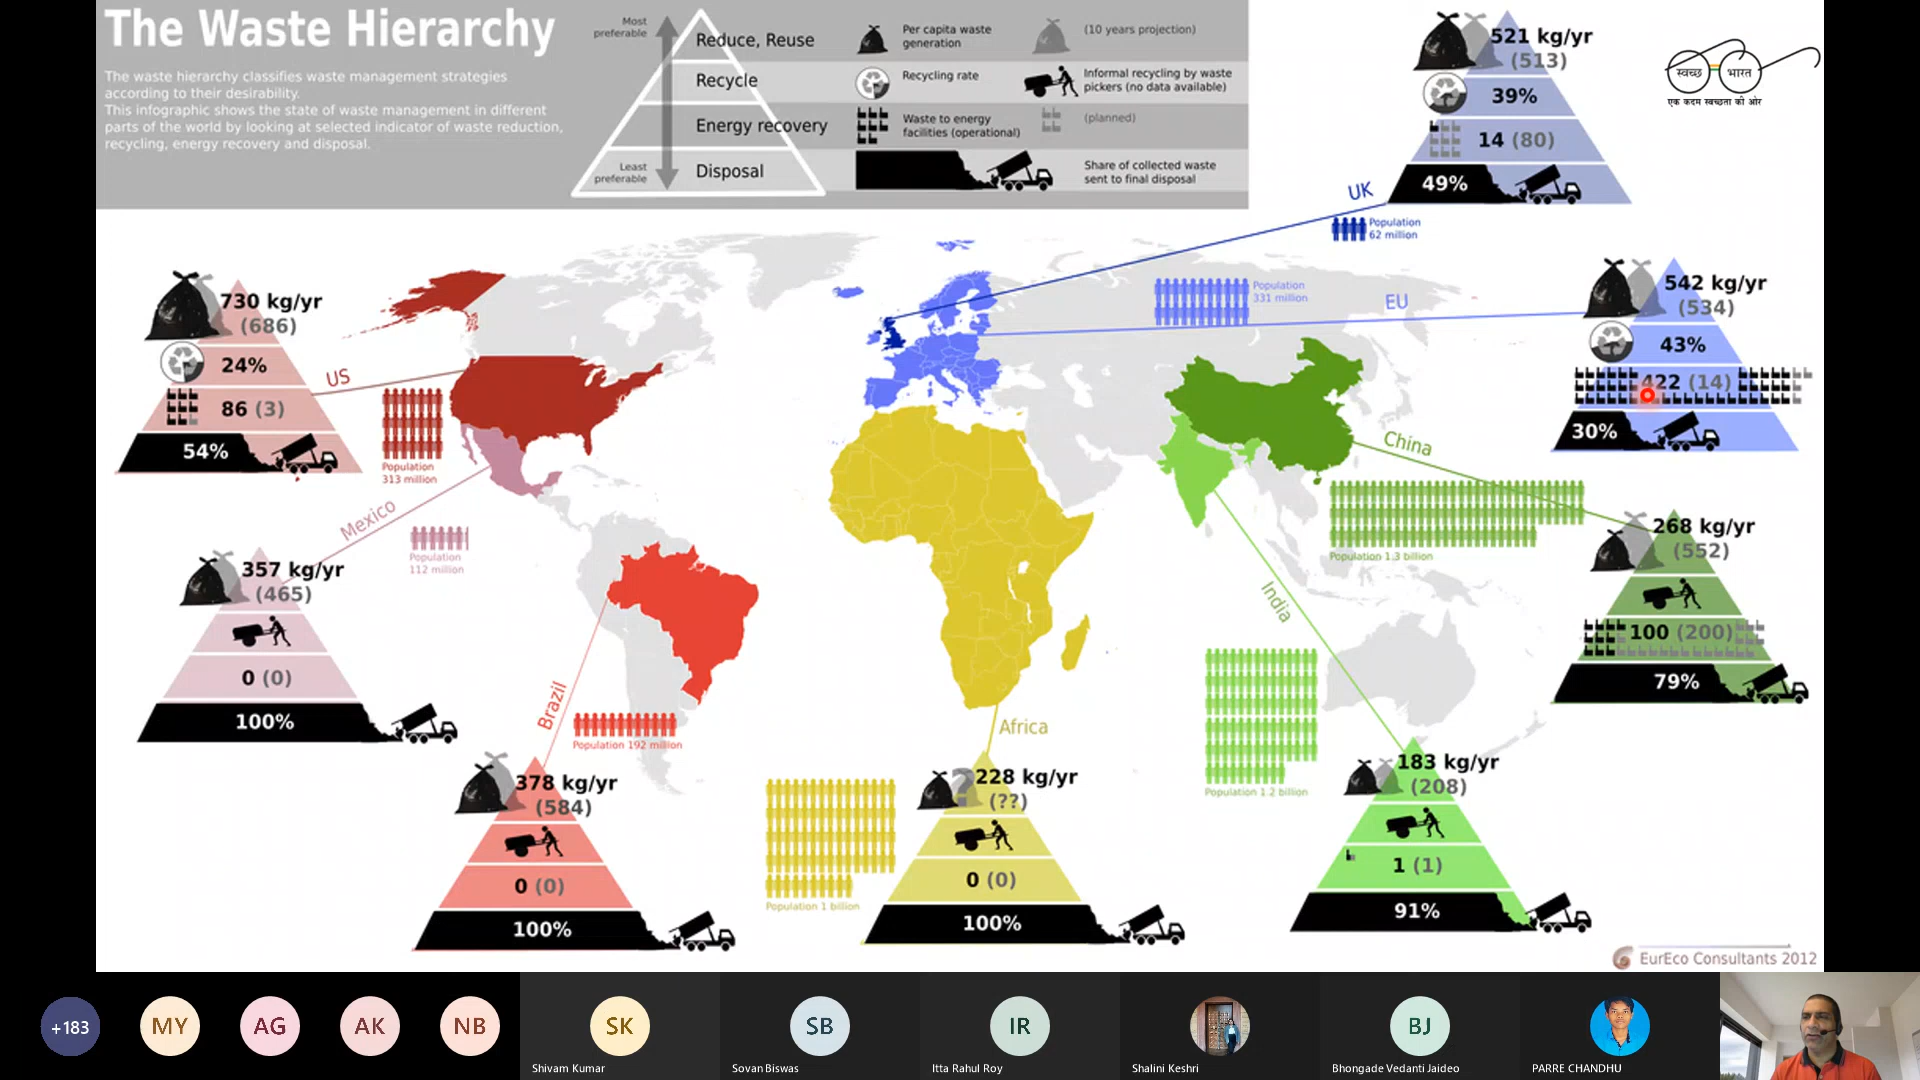 The Waste Hierarchy
The waste hierarchy classifies waste management strategies
according to their desirability.
This infographic shows the state of waste management in different
parts of the world by looking at selected indicator of waste reduction,
recycling, energy recovery and disposal.
Most
preferable
Least
preferable
Reduce, Reuse
Recycle
Energy recovery
Disposal
Per capita waste
generation
(10 years projection)
Recycling rate
Informal recycling by waste
pickers (no data available)
Waste to energy
facilities (operational)
(planned)
Share of collected waste
sent to final disposal
521 kg/yr
(513)
39%
14 (80)
49%
स्वच्छ भारत
एक कदम स्वच्छता की ओर
UK
Population
62 million
730 kg/yr
(686)
24%
86 (3)
54%
US
Population
313 million
Population
331 million
EU
542 kg/yr
(534)
43%
422 (14)
30%
China
Population 1.3 billion
268 kg/yr
(552)
100 (200)
79%
Mexico
Population
112 million
357 kg/yr
(465)
0 (0)
100%
Brazil
Population 192 million
378 kg/yr
(584)
0 (0)
100%
Africa
Population 1 billion
228 kg/yr
(??)
?
0 (0)
100%
India
Population 1.2 billion
183 kg/yr
(208)
1 (1)
91%
EurEco Consultants 2012
+183
MY
AG
AK
NB
SK
Shivam Kumar
SB
Sovan Biswas
IR
Itta Rahul Roy
Shalini Keshri
BJ
Bhongade Vedanti Jaideo
PARRE CHANDHU